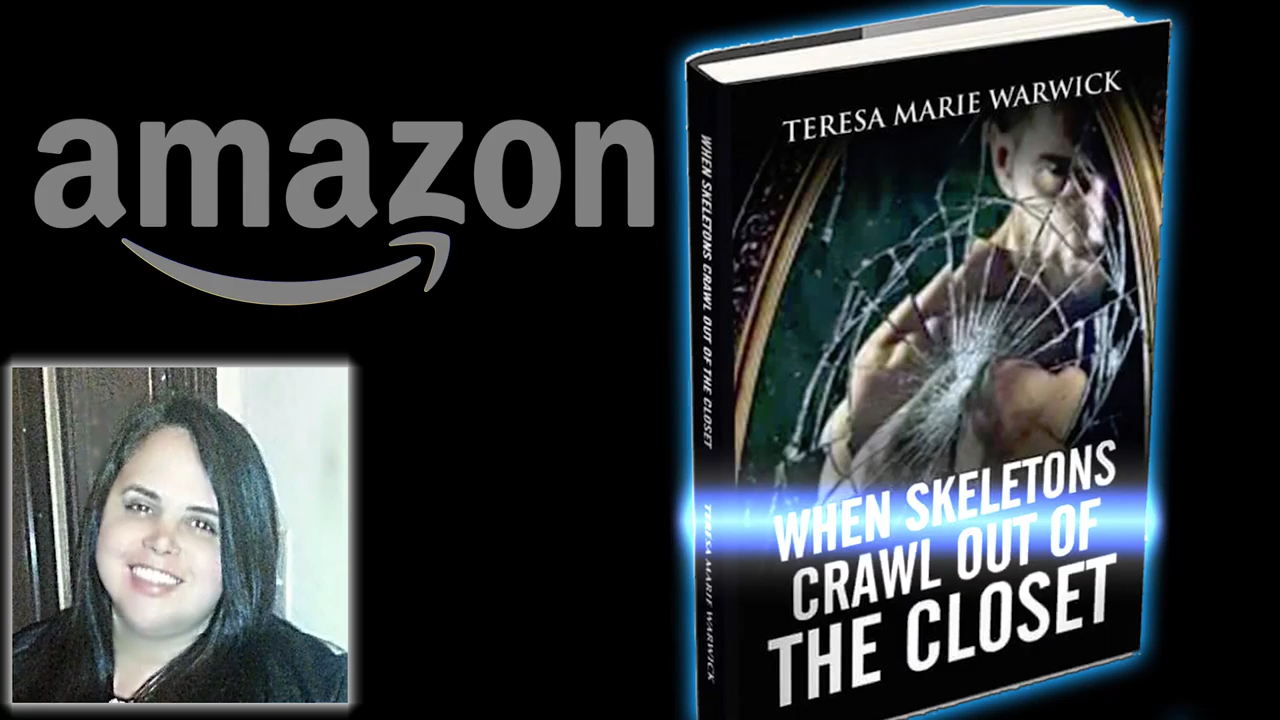 amazon
TERESA MARIE WARWICK
WHEN SKELETONS
CRAWL OUT OF
THE CLOSET
WHEN SKELETONS CRAWL OUT OF THE CLOSET
TERESA MARIE WARWICK